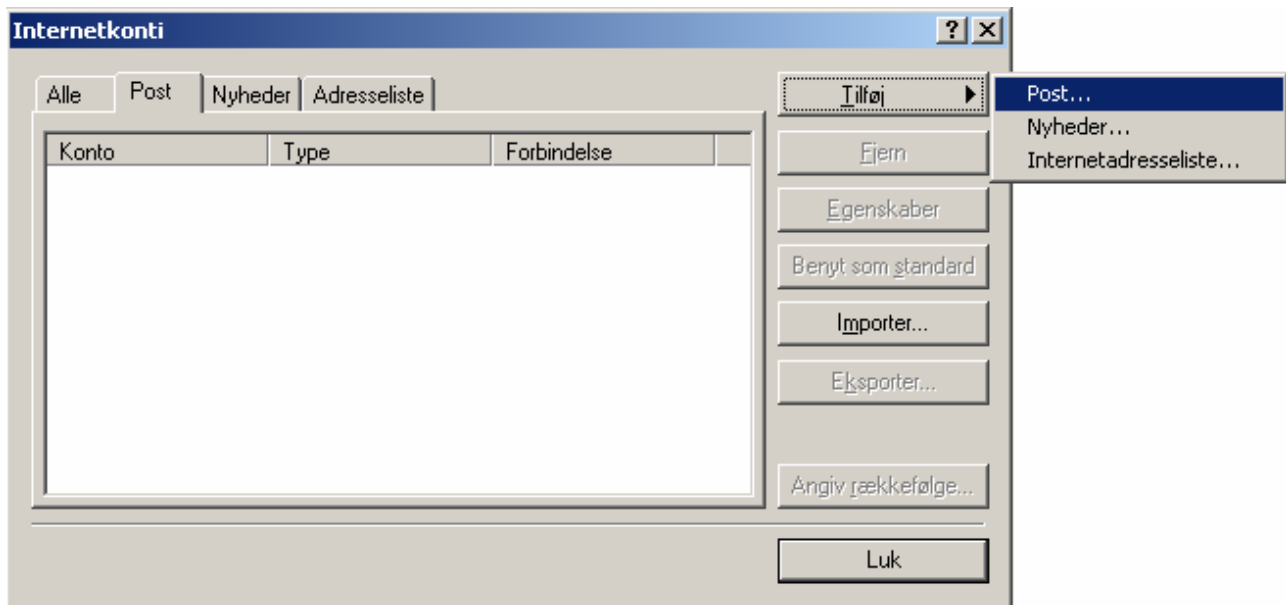 Internetkonti
Alle Post Nyheder Adresseliste
Konto Type Forbindelse
Tilføj
Fjern
Egenskaber
Benyt som standard
Importer...
Eksporter...
Angiv rækkefølge...
Luk
Post...
Nyheder...
Internetadresseliste...